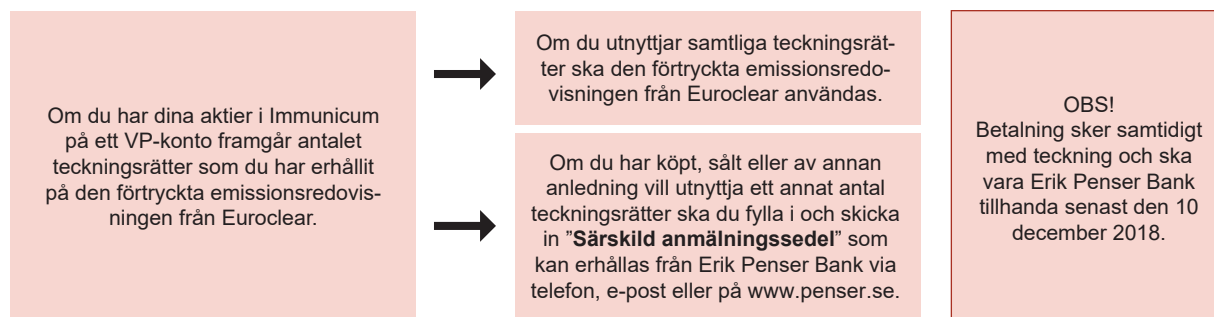 Om du har dina aktier i Immunicum
på ett VP-konto framgår antalet
teckningsrätter som du har erhållit
på den förtryckta emissionsredovis-
ningen från Euroclear.
Om du utnyttjar samtliga teckningsrät-
ter ska den förtryckta emissionsredo-
visningen från Euroclear användas.
Om du har köpt, sålt eller av annan
anledning vill utnyttja ett annat antal
teckningsrätter ska du fylla i och skicka
in ”Särskild anmälningssedel” som
kan erhållas från Erik Penser Bank via
telefon, e-post eller på www.penser.se.
OBS!
Betalning sker samtidigt
med teckning och ska
vara Erik Penser Bank
tillhanda senast den 10
december 2018.